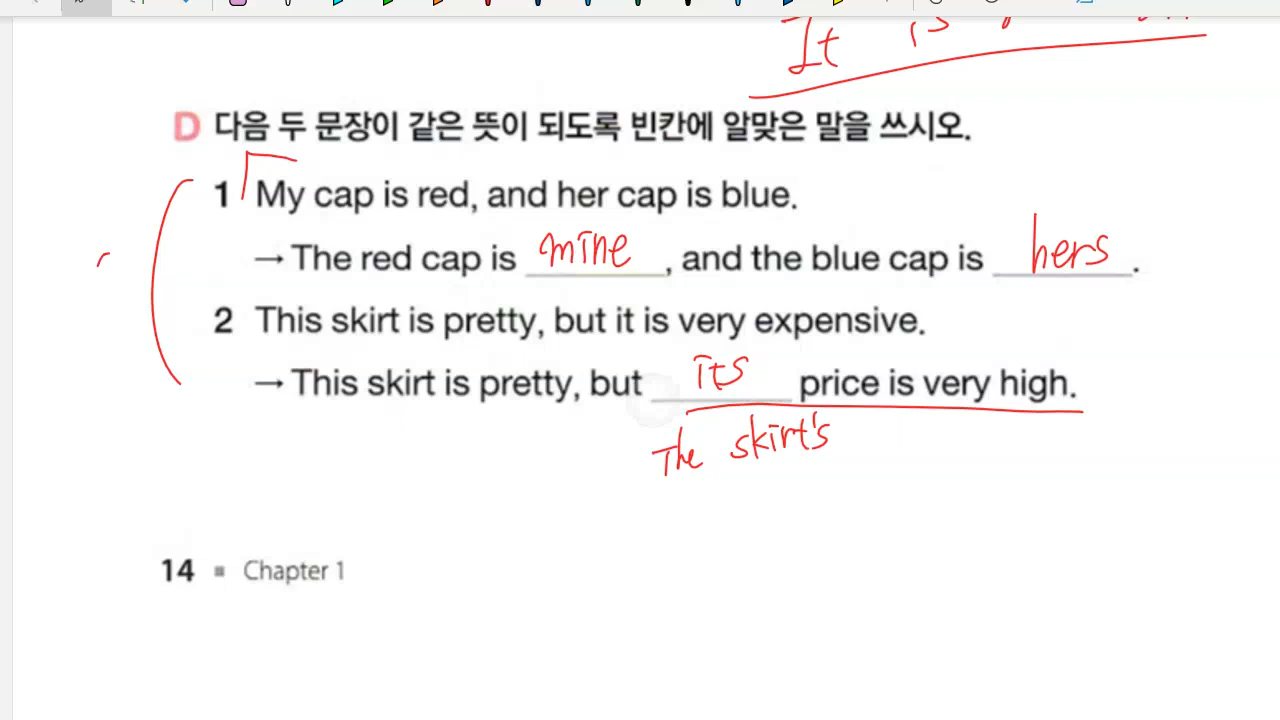 It is
D 다음 두 문장이 같은 뜻이 되도록 빈칸에 알맞은 말을 쓰시오.
1 My cap is red, and her cap is blue.
→ The red cap is mine, and the blue cap is hers.
2 This skirt is pretty, but it is very expensive.
→ This skirt is pretty, but its price is very high.
The skirt's
14 ▪ Chapter 1